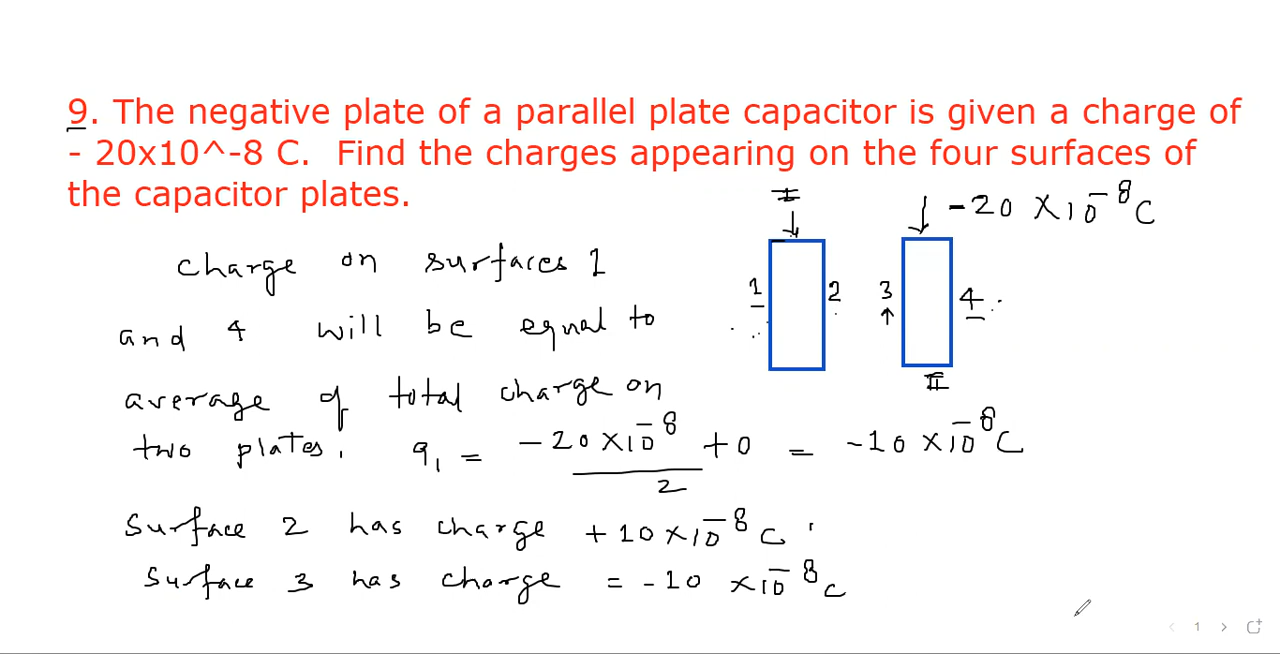 9. The negative plate of a parallel plate capacitor is given a charge of
- 20x10^-8 C.  Find the charges appearing on the four surfaces of
the capacitor plates.
I
-20 × 10⁻⁸ C
charge on surfaces 1
1 2 3 4
and 4 will be equal to
II
average of total charge on
two plates. q₁ = (-20 × 10⁻⁸ + 0)/2 = -10 × 10⁻⁸ C
Surface 2 has charge + 10 × 10⁻⁸ C
Surface 3 has charge = -10 × 10⁻⁸ C
1